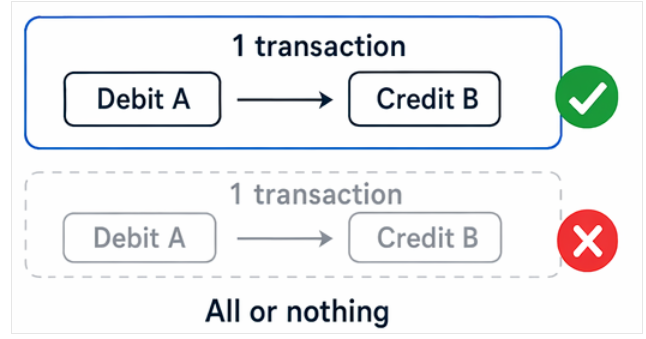 1 transaction
Debit A
Credit B
1 transaction
Debit A
Credit B
All or nothing